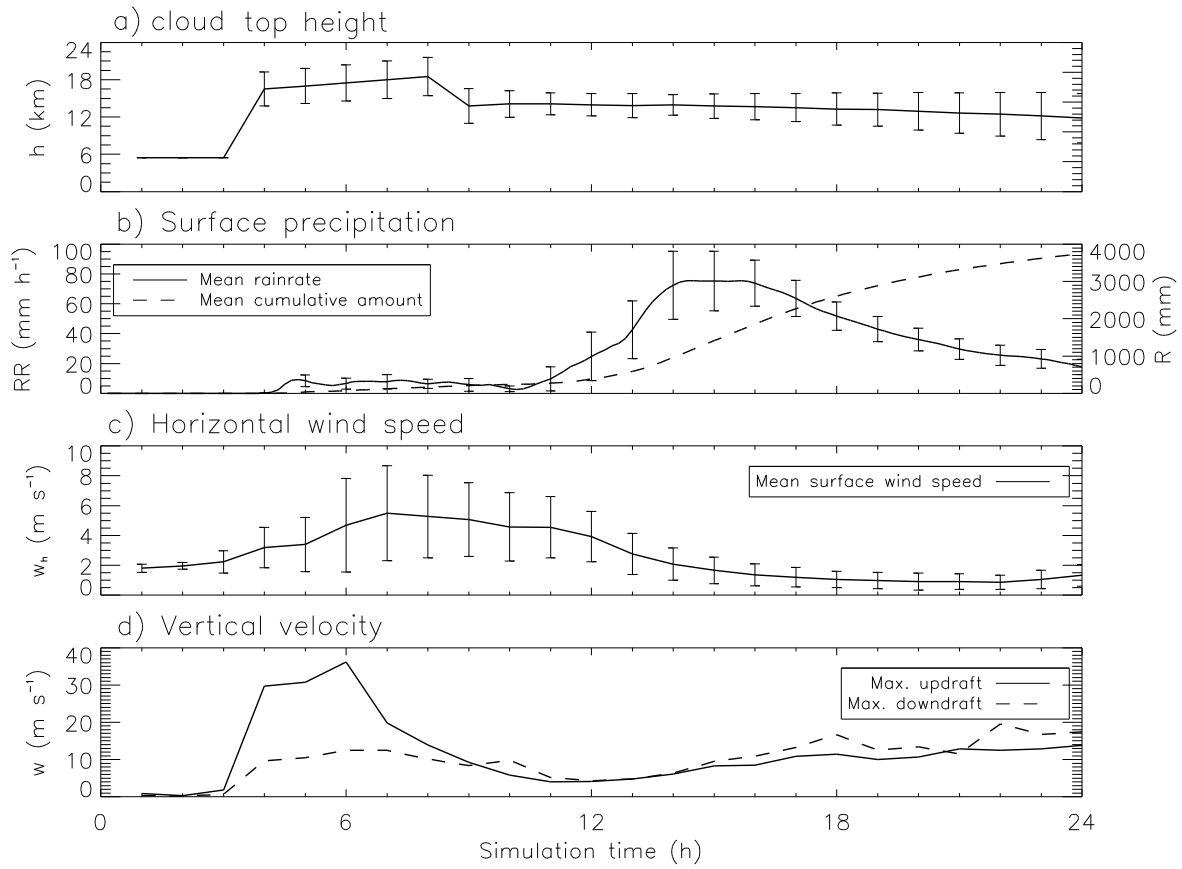 a) cloud top height
24
18
12
6
0
h (km)
b) Surface precipitation
100
80
60
40
20
0
RR (mm h⁻¹)
Mean rainrate
Mean cumulative amount
4000
3000
2000
1000
0
R (mm)
c) Horizontal wind speed
10
8
6
4
2
0
wₕ (m s⁻¹)
Mean surface wind speed
d) Vertical velocity
40
30
20
10
0
w (m s⁻¹)
Max. updraft
Max. downdraft
0 6 12 18 24
Simulation time (h)